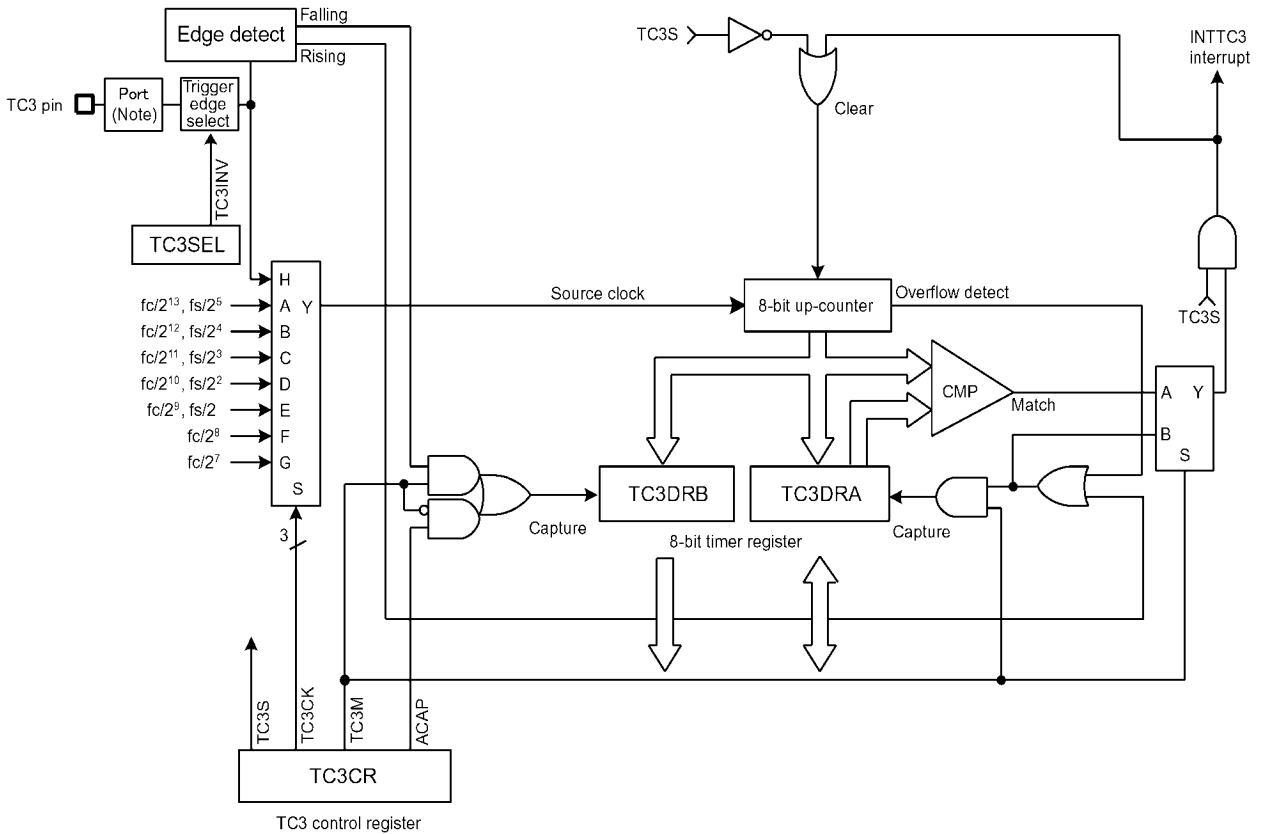 Edge detect
Falling
Rising
TC3 pin
Port
(Note)
Trigger
edge
select
TC3INV
TC3SEL
TC3S
Clear
INTTC3
interrupt
TC3S
H
fc/2¹³, fs/2⁵
A
Y
fc/2¹², fs/2⁴
B
fc/2¹¹, fs/2³
C
fc/2¹⁰, fs/2²
D
fc/2⁹, fs/2
E
fc/2⁸
F
fc/2⁷
G
S
3
Source clock
8-bit up-counter
Overflow detect
CMP
Match
A
Y
B
S
Capture
TC3DRB
TC3DRA
Capture
8-bit timer register
TC3S
TC3CK
TC3M
ACAP
TC3CR
TC3 control register